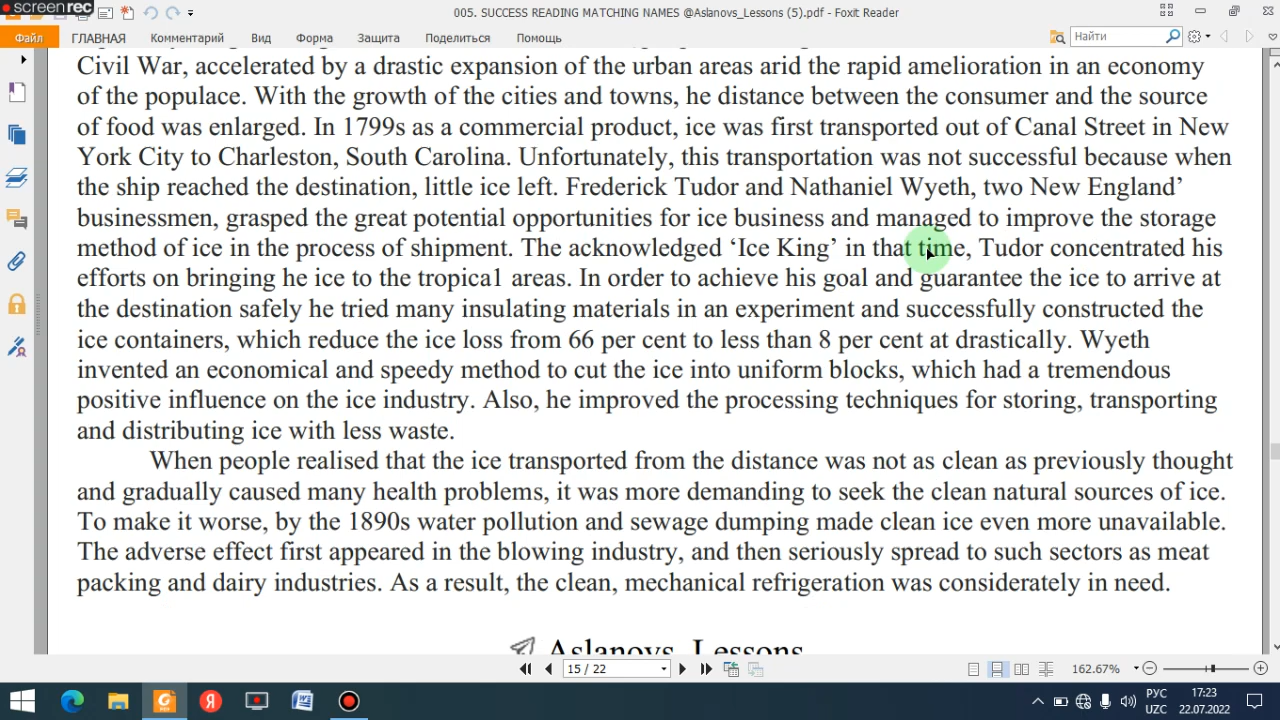 screenrec
005. SUCCESS READING MATCHING NAMES @Aslanovs_Lessons (5).pdf - Foxit Reader
Файл ГЛАВНАЯ Комментарий Вид Форма Защита Поделиться Помощь Найти
Civil War, accelerated by a drastic expansion of the urban areas arid the rapid amelioration in an economy
of the populace. With the growth of the cities and towns, he distance between the consumer and the source
of food was enlarged. In 1799s as a commercial product, ice was first transported out of Canal Street in New
York City to Charleston, South Carolina. Unfortunately, this transportation was not successful because when
the ship reached the destination, little ice left. Frederick Tudor and Nathaniel Wyeth, two New England’
businessmen, grasped the great potential opportunities for ice business and managed to improve the storage
method of ice in the process of shipment. The acknowledged ‘Ice King’ in that time, Tudor concentrated his
efforts on bringing he ice to the tropica1 areas. In order to achieve his goal and guarantee the ice to arrive at
the destination safely he tried many insulating materials in an experiment and successfully constructed the
ice containers, which reduce the ice loss from 66 per cent to less than 8 per cent at drastically. Wyeth
invented an economical and speedy method to cut the ice into uniform blocks, which had a tremendous
positive influence on the ice industry. Also, he improved the processing techniques for storing, transporting
and distributing ice with less waste.
When people realised that the ice transported from the distance was not as clean as previously thought
and gradually caused many health problems, it was more demanding to seek the clean natural sources of ice.
To make it worse, by the 1890s water pollution and sewage dumping made clean ice even more unavailable.
The adverse effect first appeared in the blowing industry, and then seriously spread to such sectors as meat
packing and dairy industries. As a result, the clean, mechanical refrigeration was considerately in need.
Aslanovs_Lessons
15 / 22 162.67%
РУС 17:23
UZC 22.07.2022